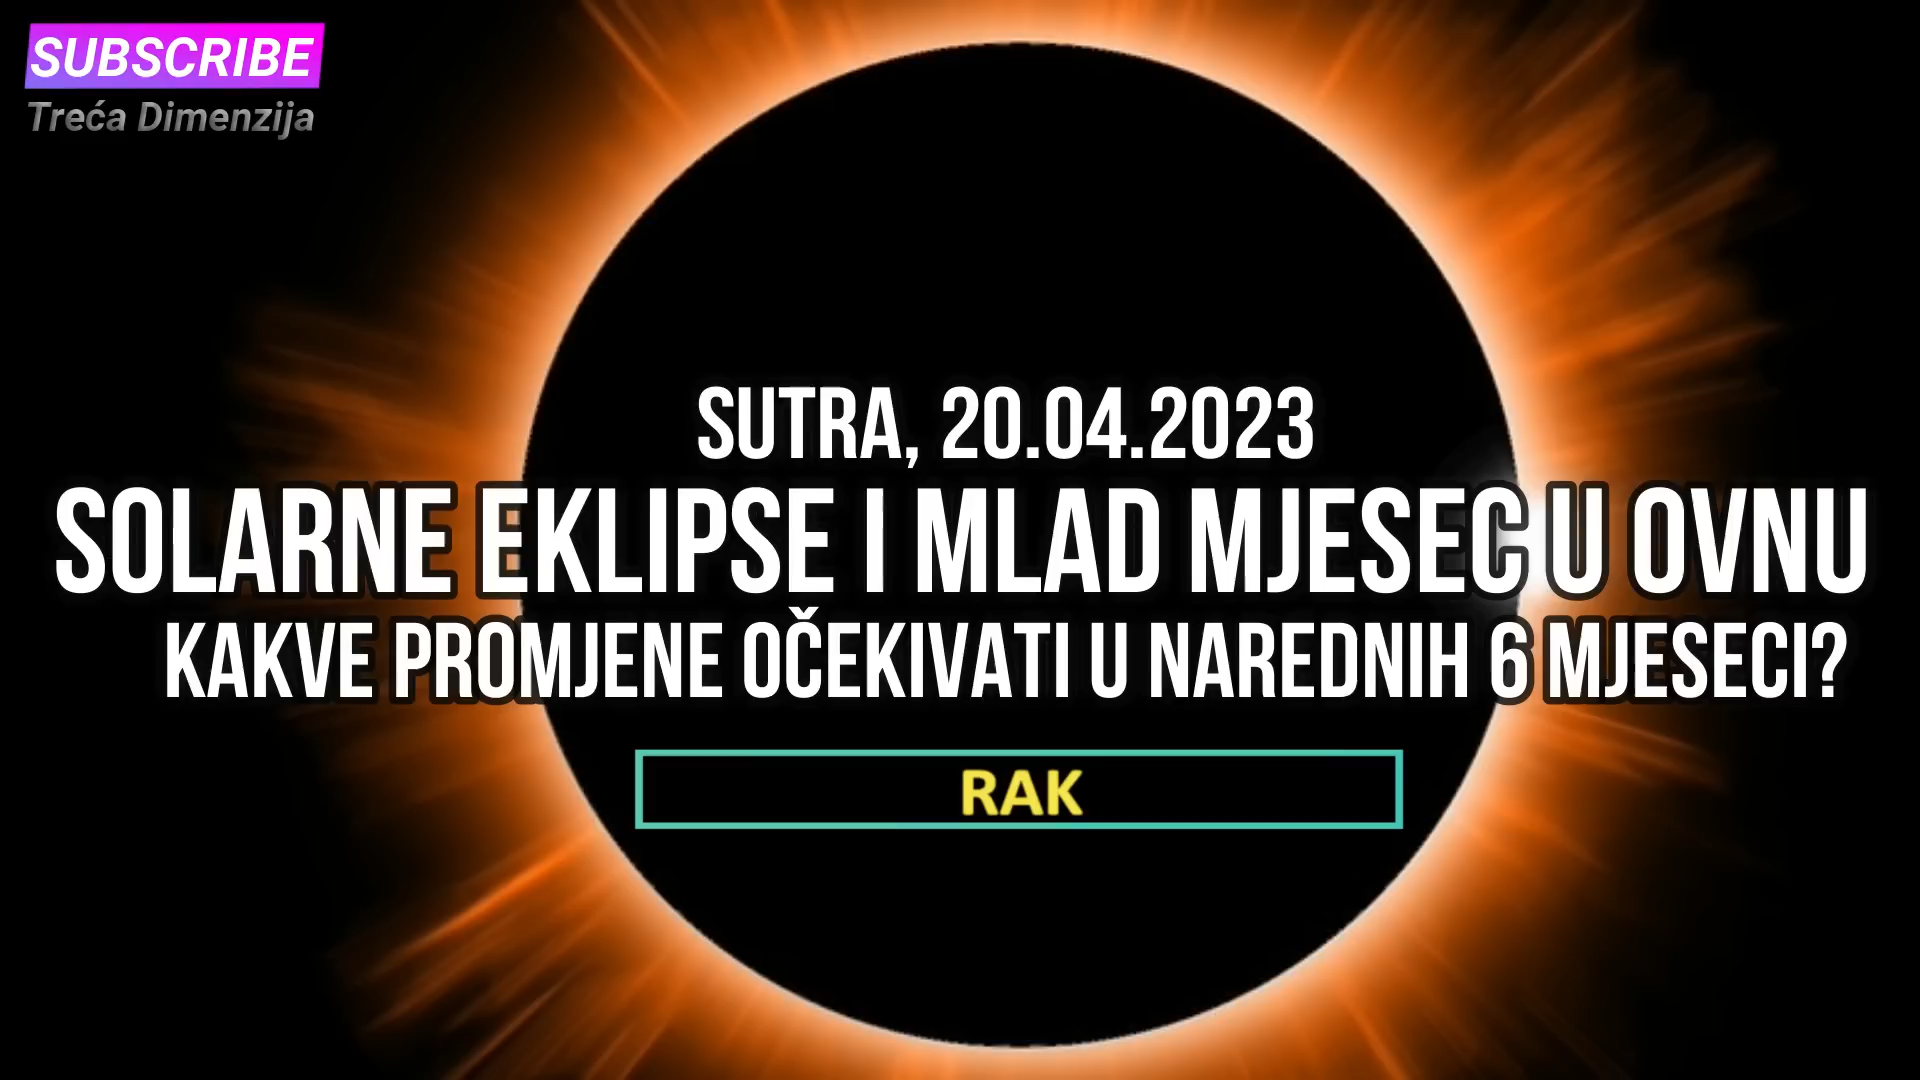 SUBSCRIBE
Treća Dimenzija
SUTRA, 20.04.2023
SOLARNE EKLIPSE I MLAD MJESEC U OVNU
KAKVE PROMJENE OČEKIVATI U NAREDNIH 6 MJESECI?
RAK